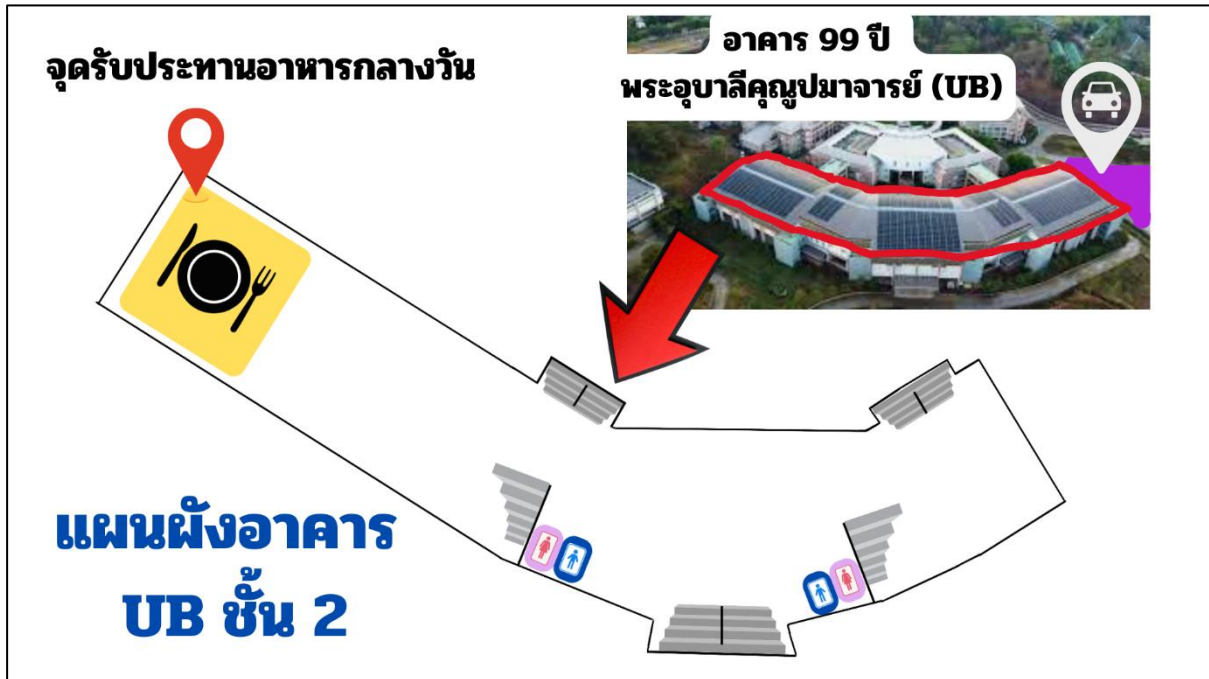 จุดรับประทานอาหารกลางวัน
อาคาร 99 ปี
พระอุบาลีคุณูปมาจารย์ (UB)
แผนผังอาคาร
UB ชั้น 2